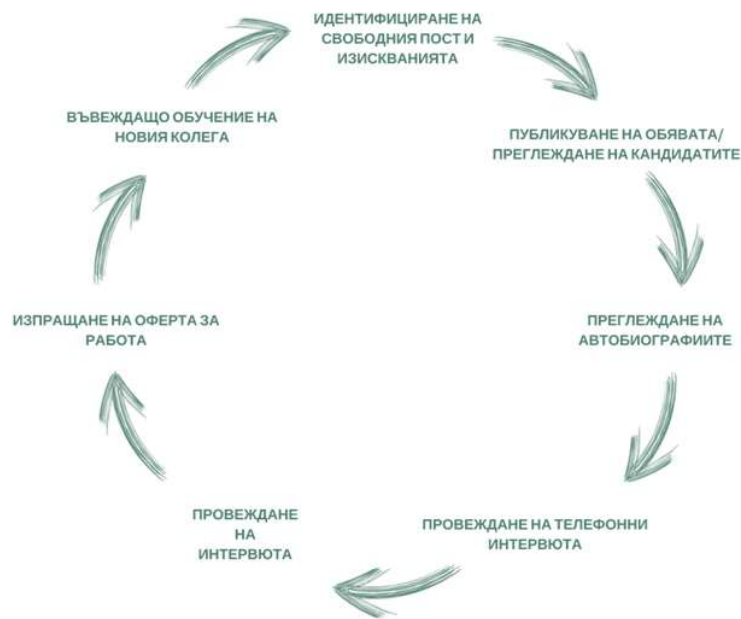 ИДЕНТИФИЦИРАНЕ НА
СВОБОДНИЯ ПОСТ И
ИЗИСКВАНИЯТА
ПУБЛИКУВАНЕ НА ОБЯВАТА/
ПРЕГЛЕЖДАНЕ НА КАНДИДАТИТЕ
ПРЕГЛЕЖДАНЕ НА
АВТОБИОГРАФИИТЕ
ПРОВЕЖДАНЕ НА ТЕЛЕФОННИ
ИНТЕРВЮТА
ПРОВЕЖДАНЕ
НА
ИНТЕРВЮТА
ИЗПРАЩАНЕ НА ОФЕРТА ЗА
РАБОТА
ВЪВЕЖДАЩО ОБУЧЕНИЕ НА
НОВИЯ КОЛЕГА